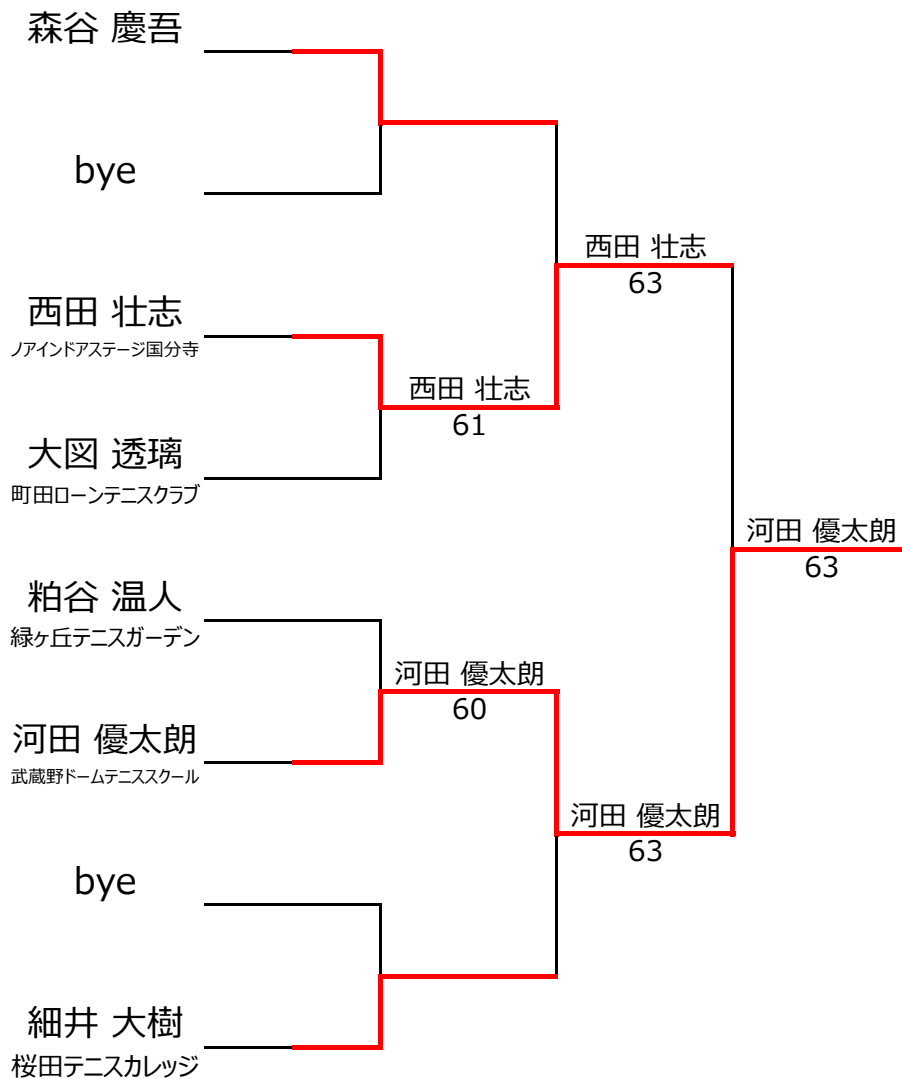 森谷 慶吾
bye
西田 壮志
63
西田 壮志
ノアインドアステージ国分寺
西田 壮志
61
大図 透璃
町田ローンテニスクラブ
河田 優太朗
63
粕谷 温人
緑ヶ丘テニスガーデン
河田 優太朗
60
河田 優太朗
武蔵野ドームテニススクール
河田 優太朗
63
bye
細井 大樹
桜田テニスカレッジ